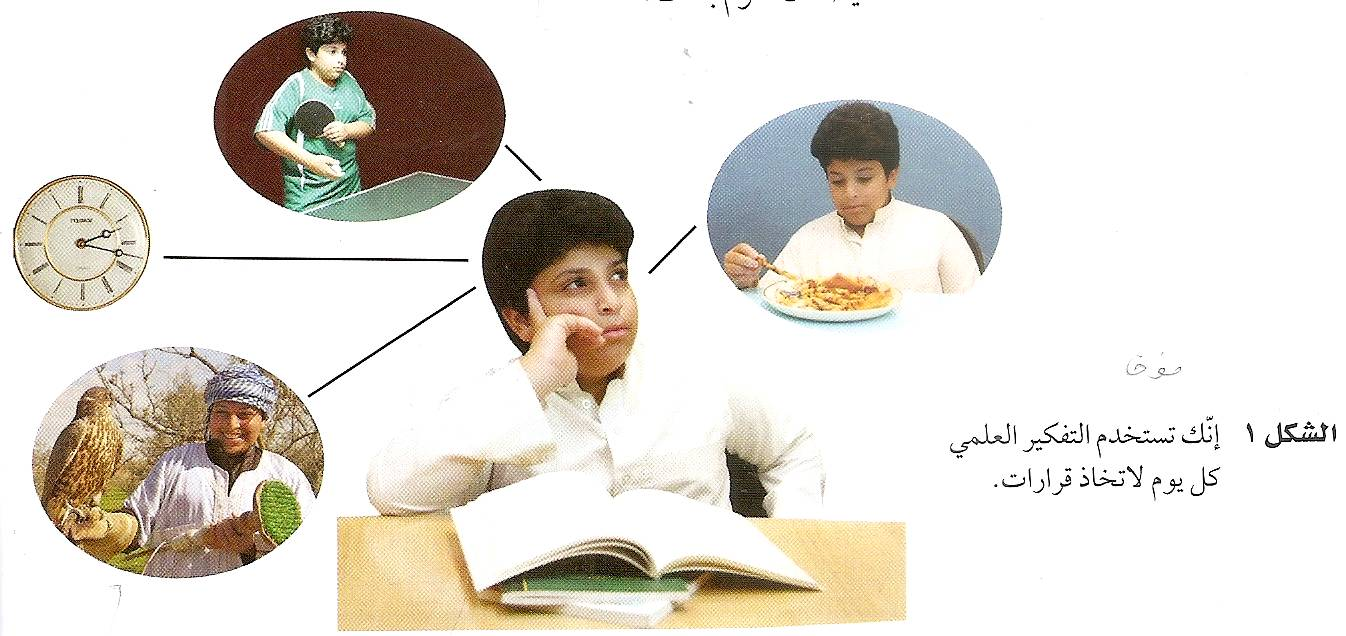 الشكل ١ إنّك تستخدم التفكير العلمي
كل يوم لاتخاذ قرارات.